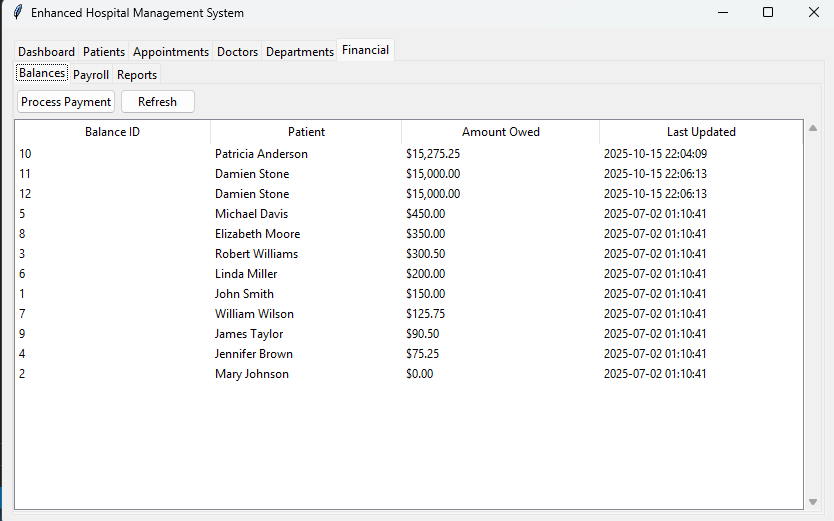 Enhanced Hospital Management System
Dashboard Patients Appointments Doctors Departments Financial
Balances Payroll Reports
Process Payment Refresh
Balance ID Patient Amount Owed Last Updated
10 Patricia Anderson $15,275.25 2025-10-15 22:04:09
11 Damien Stone $15,000.00 2025-10-15 22:06:13
12 Damien Stone $15,000.00 2025-10-15 22:06:13
5 Michael Davis $450.00 2025-07-02 01:10:41
8 Elizabeth Moore $350.00 2025-07-02 01:10:41
3 Robert Williams $300.50 2025-07-02 01:10:41
6 Linda Miller $200.00 2025-07-02 01:10:41
1 John Smith $150.00 2025-07-02 01:10:41
7 William Wilson $125.75 2025-07-02 01:10:41
9 James Taylor $90.50 2025-07-02 01:10:41
4 Jennifer Brown $75.25 2025-07-02 01:10:41
2 Mary Johnson $0.00 2025-07-02 01:10:41